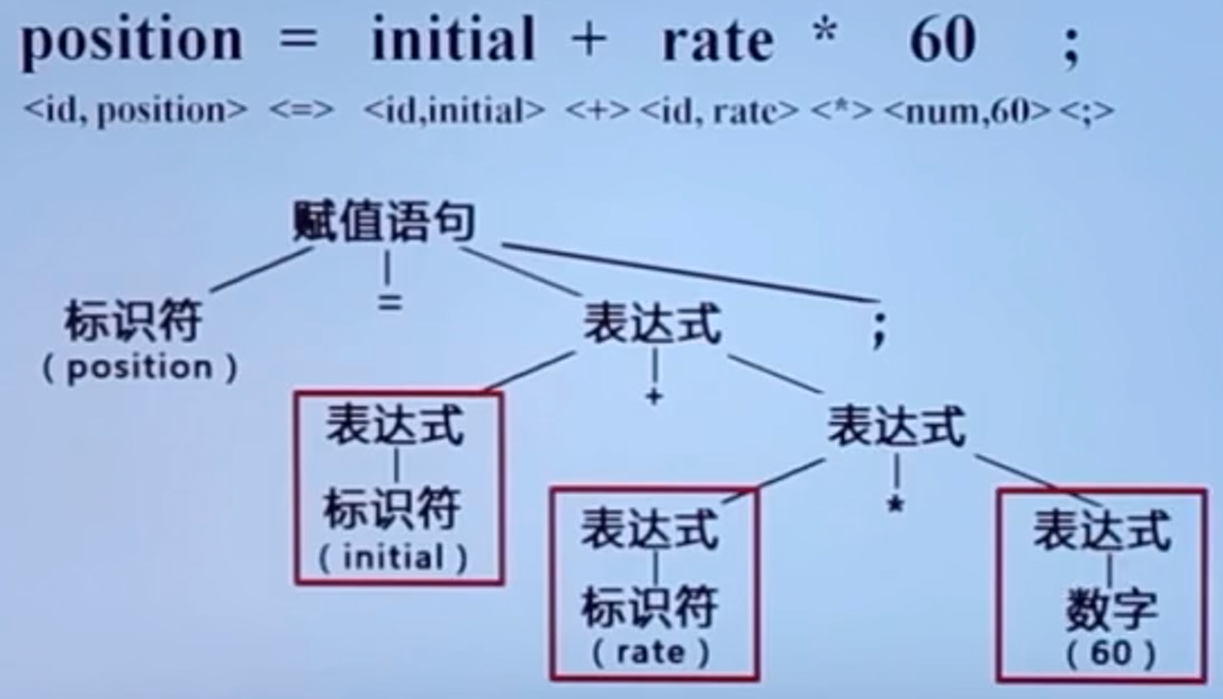 position = initial + rate * 60 ;
<id, position> <=> <id,initial> <+> <id, rate> <*> <num,60> <;>
赋值语句
标识符 = 表达式 ;
( position )
表达式 + 表达式
标识符
( initial )
表达式 * 表达式
标识符 数字
( rate ) ( 60 )